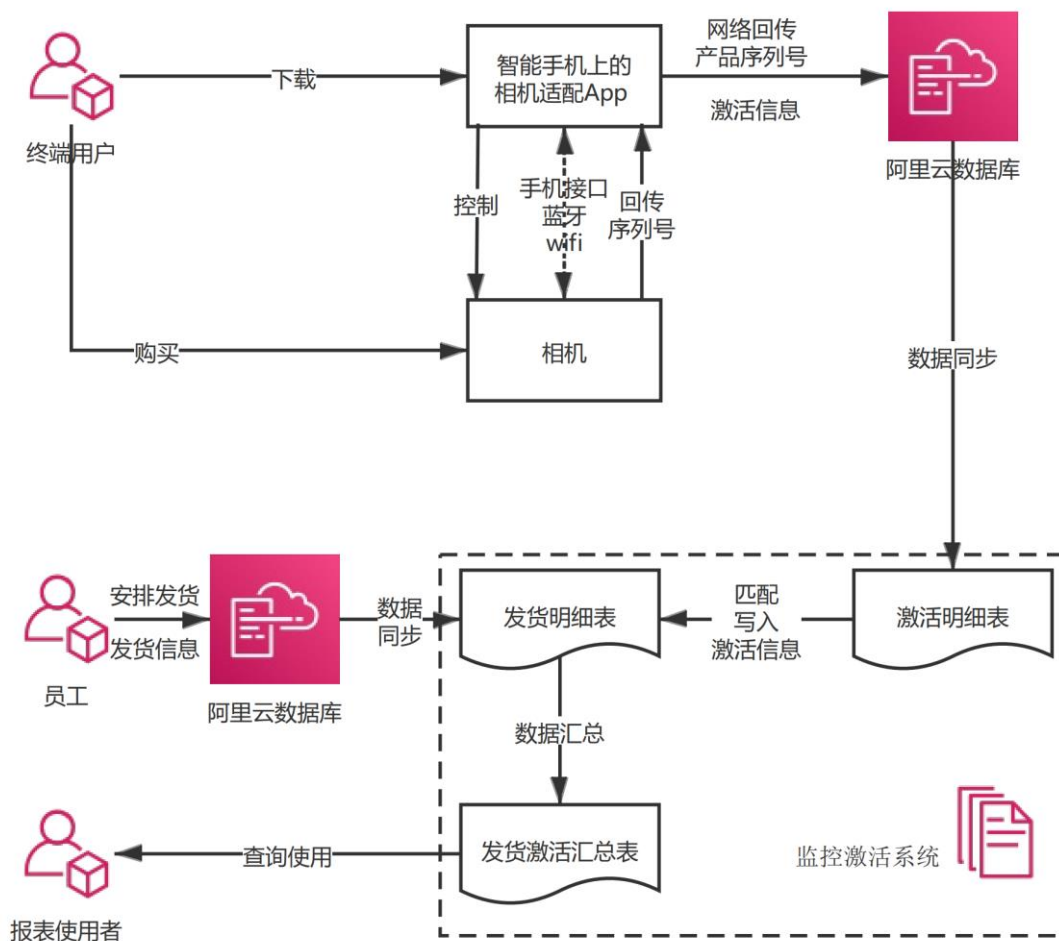 下载
智能手机上的
相机适配App
网络回传
产品序列号
激活信息
终端用户
阿里云数据库
控制
手机接口
蓝牙
wifi
回传
序列号
购买
相机
数据同步
安排发货
发货信息
员工
阿里云数据库
数据
同步
发货明细表
匹配
写入
激活信息
激活明细表
数据汇总
查询使用
发货激活汇总表
监控激活系统
报表使用者